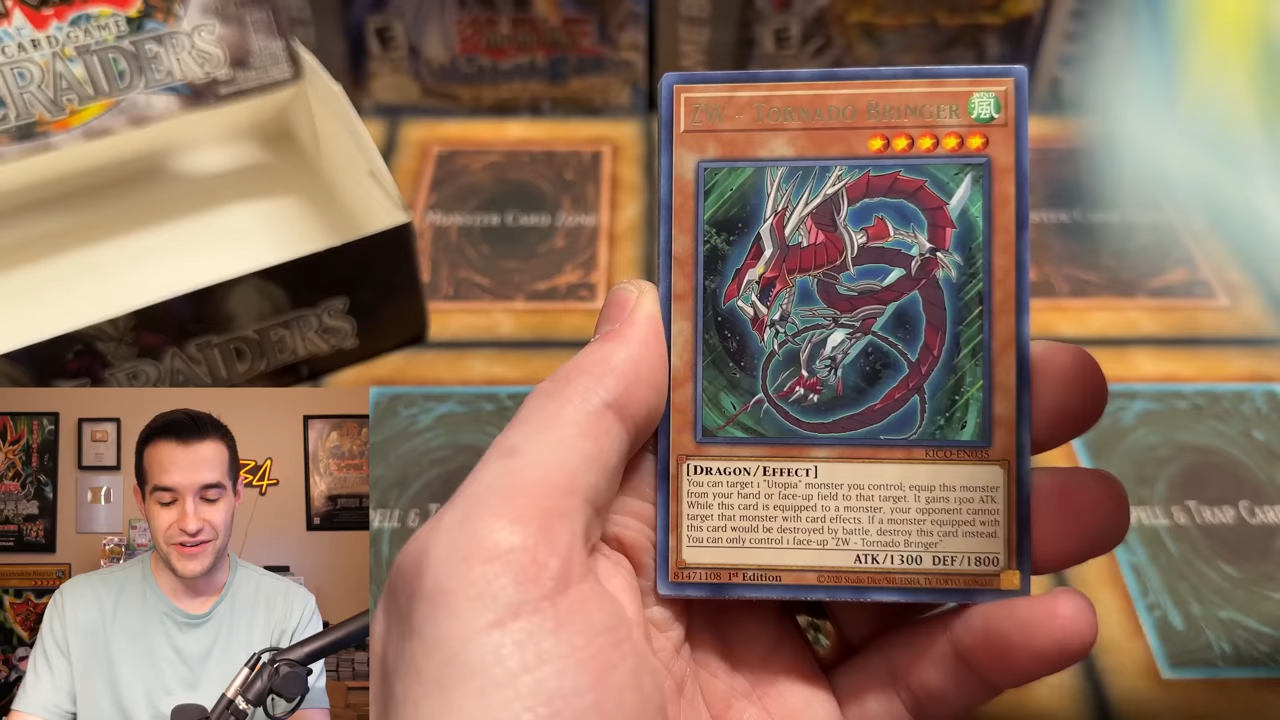 CARD GAME
RAIDERS
RAIDERS
MONSTER CARD ZONE
ZW - TORNADO BRINGER
WIND
風
KICO-EN035
[DRAGON/EFFECT]
You can target 1 "Utopia" monster you control; equip this monster
from your hand or face-up field to that target. It gains 1300 ATK.
While this card is equipped to a monster, your opponent cannot
target that monster with card effects. If a monster equipped with
this card would be destroyed by battle, destroy this card instead.
You can only control 1 face-up "ZW - Tornado Bringer".
ATK/1300 DEF/1800
81471108 1st Edition
©2020 Studio Dice/SHUEISHA, TV TOKYO, KONAMI
PELL & T
PELL & TRAP CARD
34